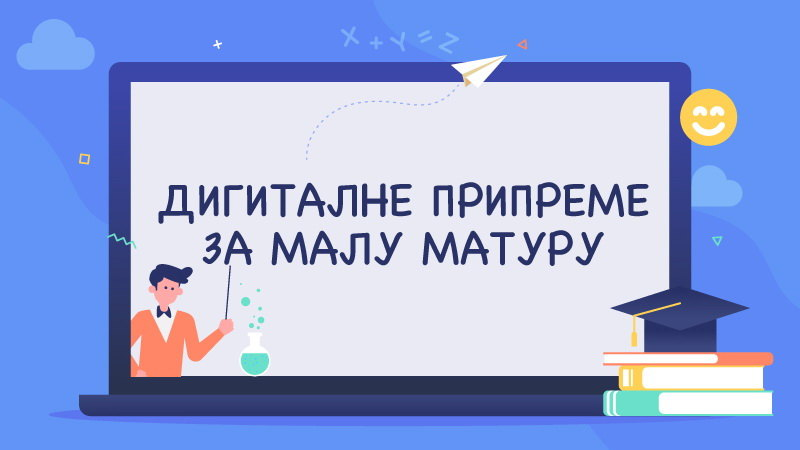 X + Y = Z
ДИГИТАЛНЕ ПРИПРЕМЕ
ЗА МАЛУ МАТУРУ